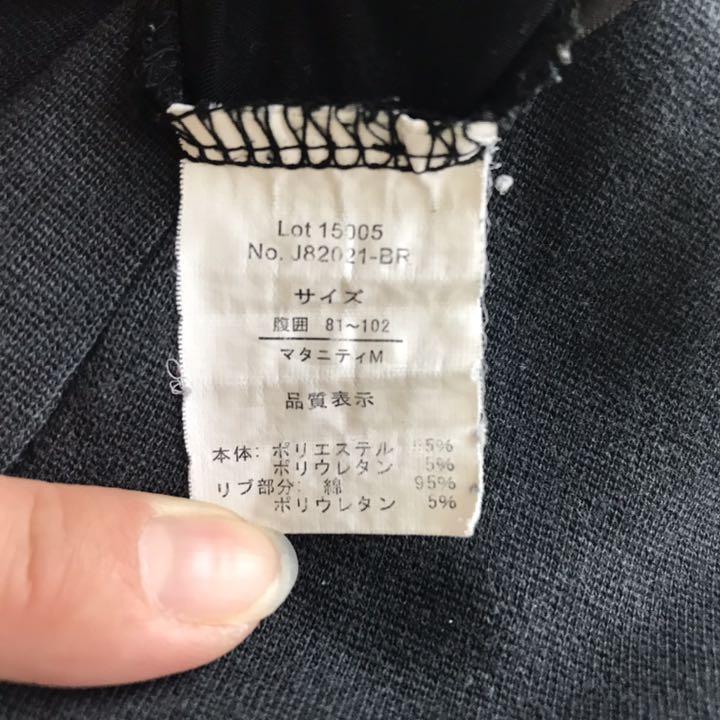 Lot 15005
No. J82021-BR
サイズ
腹囲 81～102
マタニティM
品質表示
本体: ポリエステル 95%
ポリウレタン 5%
リブ部分: 綿 95%
ポリウレタン 5%